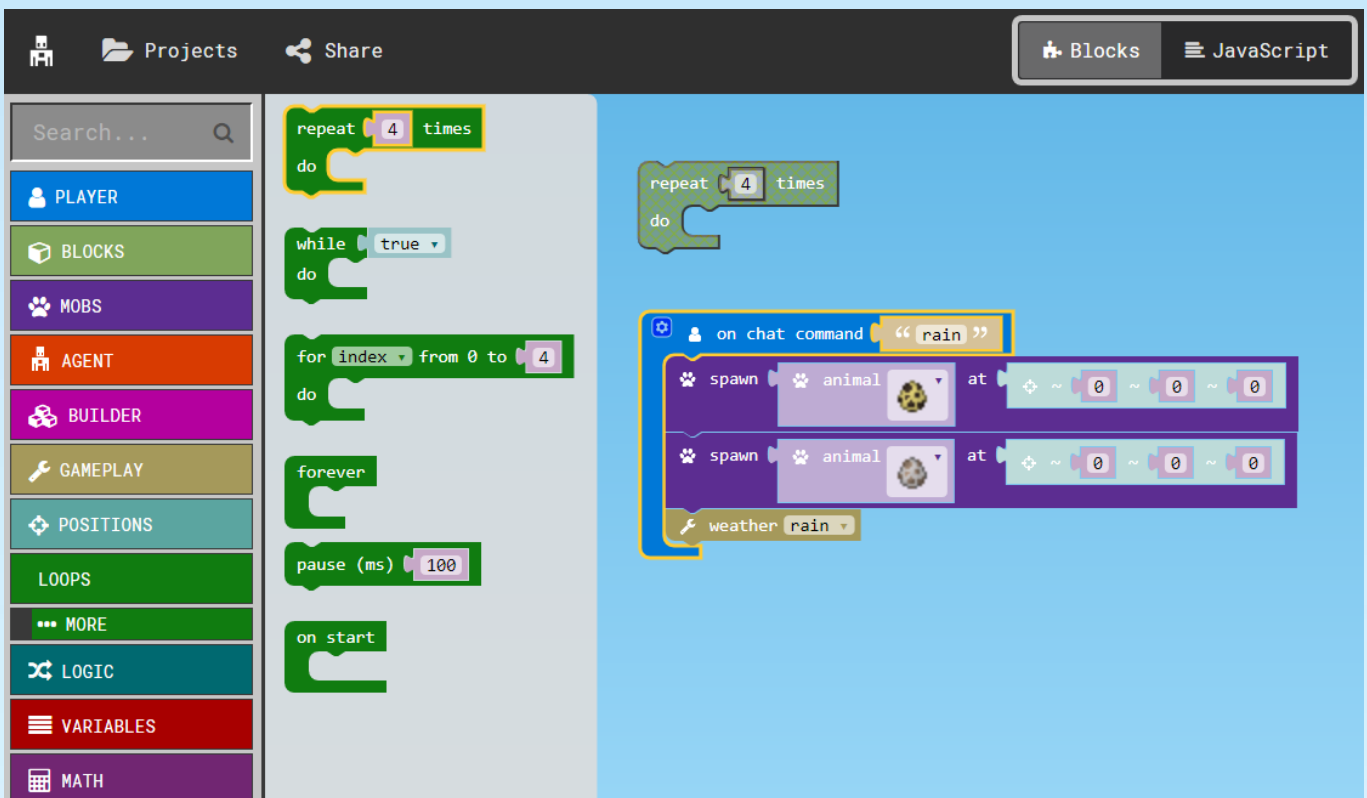 Projects
Share
Blocks
JavaScript
Search...
PLAYER
BLOCKS
MOBS
AGENT
BUILDER
GAMEPLAY
POSITIONS
LOOPS
••• MORE
LOGIC
VARIABLES
MATH
repeat 4 times
do
while true
do
for index from 0 to 4
do
forever
pause (ms) 100
on start
repeat 4 times
do
on chat command “ rain ”
spawn animal at ~ 0 ~ 0 ~ 0
spawn animal at ~ 0 ~ 0 ~ 0
weather rain